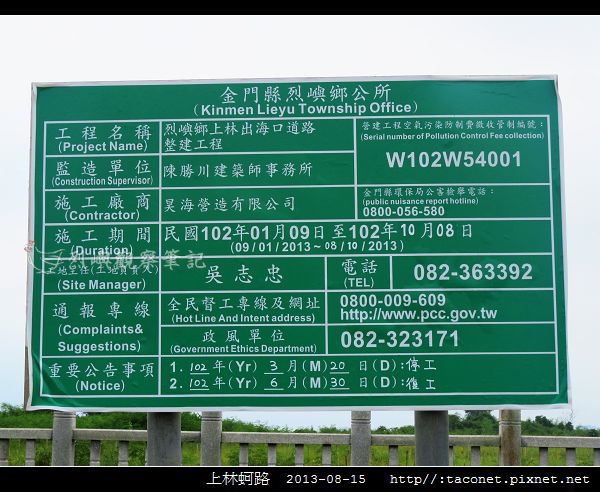 金門縣烈嶼鄉公所
(Kinmen Lieyu Township Office)
工程名稱
(Project Name)
烈嶼鄉上林出海口道路
整建工程
營建工程空氣污染防制費徵收管制編號:
(Serial number of Pollution Control Fee collection)
W102W54001
監造單位
(Construction Supervisor)
陳勝川建築師事務所
施工廠商
(Contractor)
昊海營造有限公司
金門縣環保局公害檢舉電話:
(public nuisance report hotline)
0800-056-580
施工期間
(Duration)
民國102年01月09日至102年10月08日
(09/01/2013~08/10/2013)
工地主任(工地負責人)
(Site Manager)
吳志忠
電話
(TEL)
082-363392
烈嶼觀察筆記
通報專線
(Complaints&
Suggestions)
全民督工專線及網址
(Hot Line And Intent address)
0800-009-609
http://www.pcc.gov.tw
政風單位
(Government Ethics Department)
082-323171
重要公告事項
(Notice)
1.102年(Yr)3月(M)20日(D):停工
2.102年(Yr)6月(M)30日(D):復工
上林蚵路 2013-08-15 http://taconet.pixnet.net